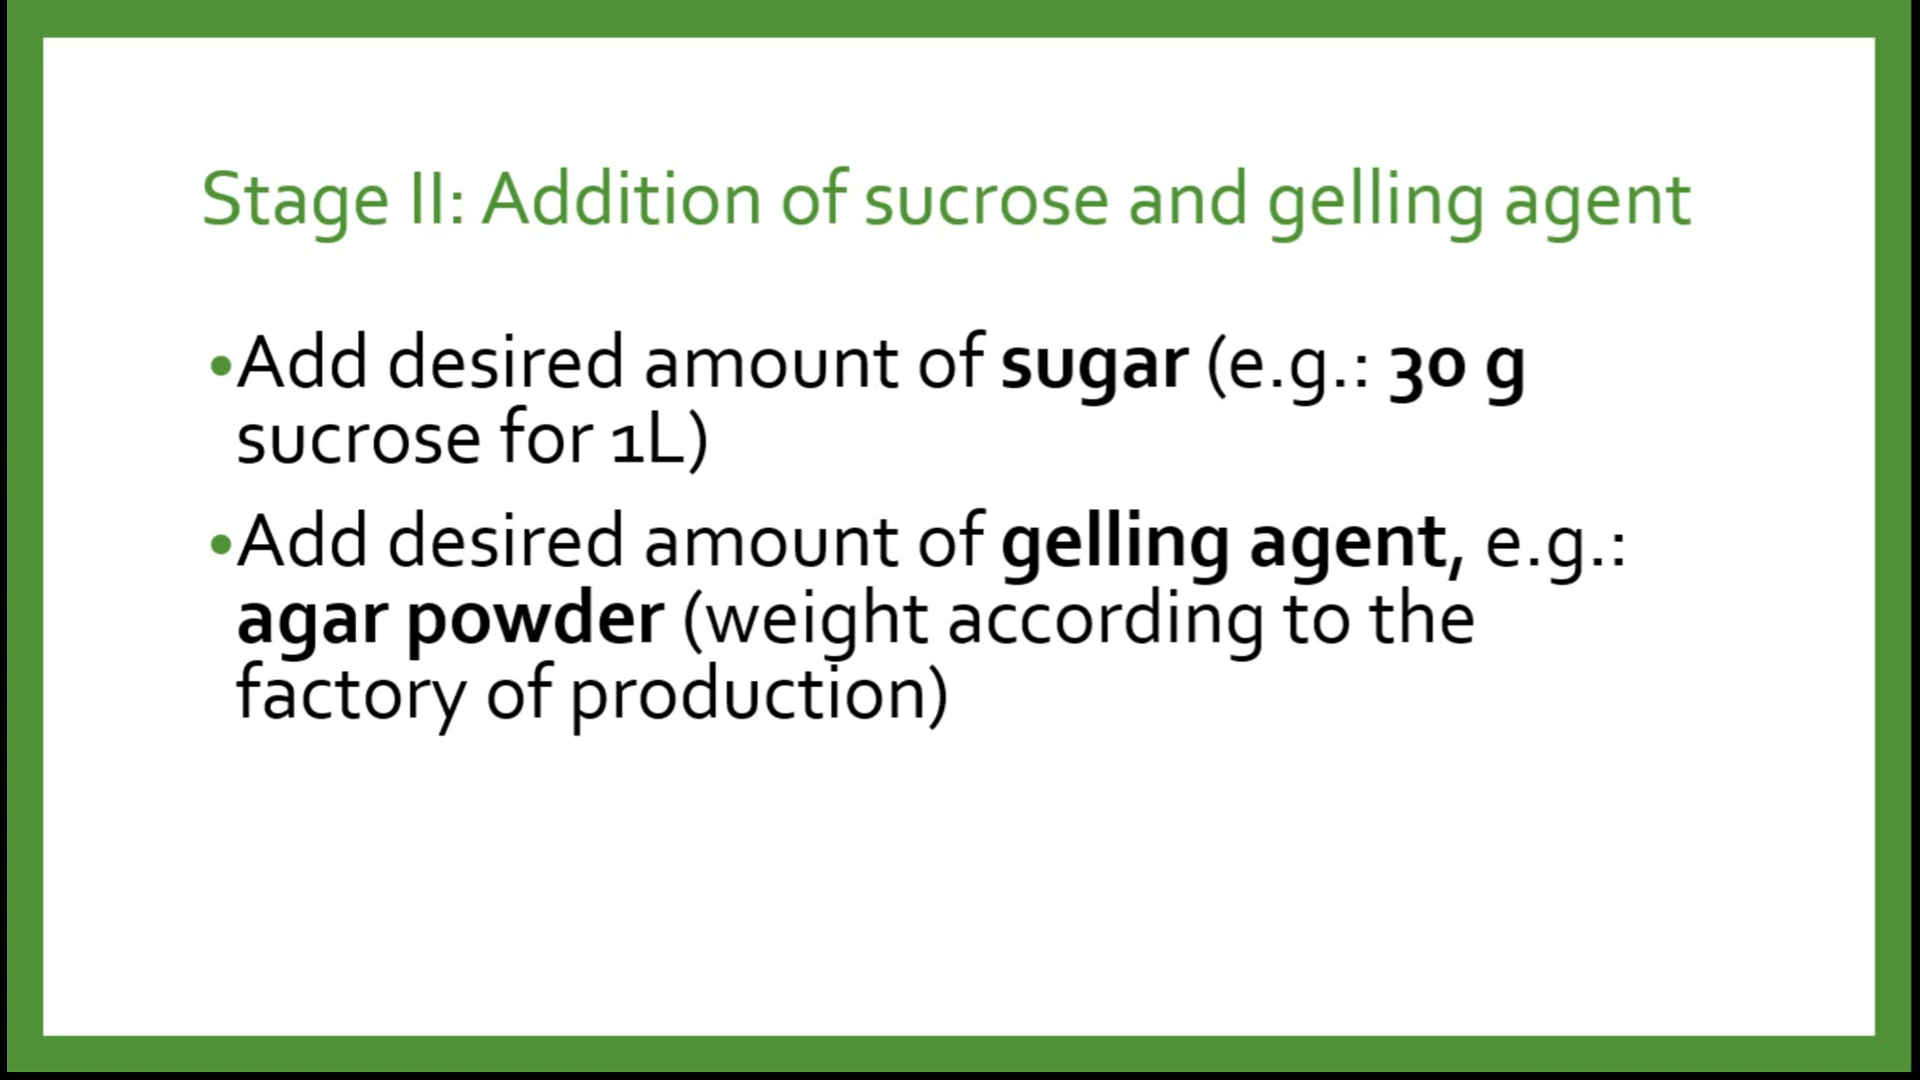 Stage II: Addition of sucrose and gelling agent
•Add desired amount of sugar (e.g.: 30 g
sucrose for 1L)
•Add desired amount of gelling agent, e.g.:
agar powder (weight according to the
factory of production)